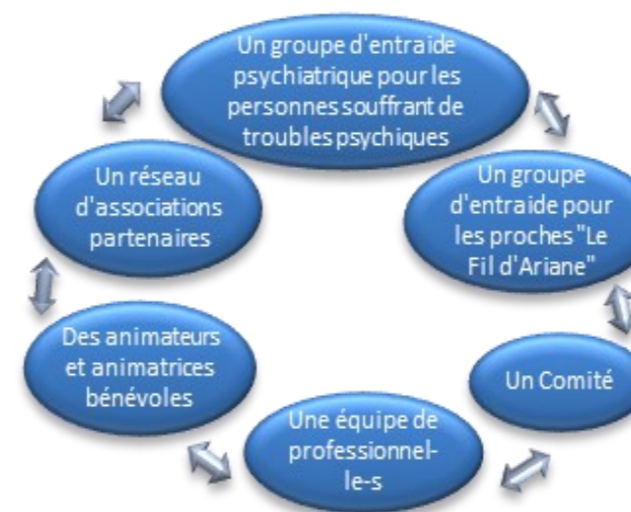 Un groupe d'entraide
psychiatrique pour les
personnes souffrant de
troubles psychiques
Un réseau
d'associations
partenaires
Un groupe
d'entraide pour
les proches "Le
Fil d'Ariane"
Des animateurs
et animatrices
bénévoles
Un Comité
Une équipe de
professionnel-
le-s